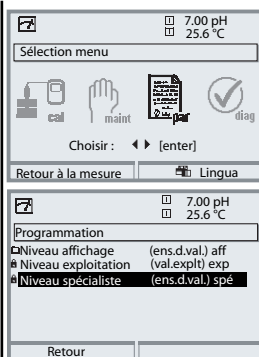 7.00 pH
25.6 °C
Sélection menu
cal
maint
par
diag
Choisir : [enter]
Retour à la mesure
Lingua
7.00 pH
25.6 °C
Programmation
Niveau affichage (ens.d.val.) aff
Niveau exploitation (val.explt) exp
Niveau spécialiste (ens.d.val.) spé
Retour